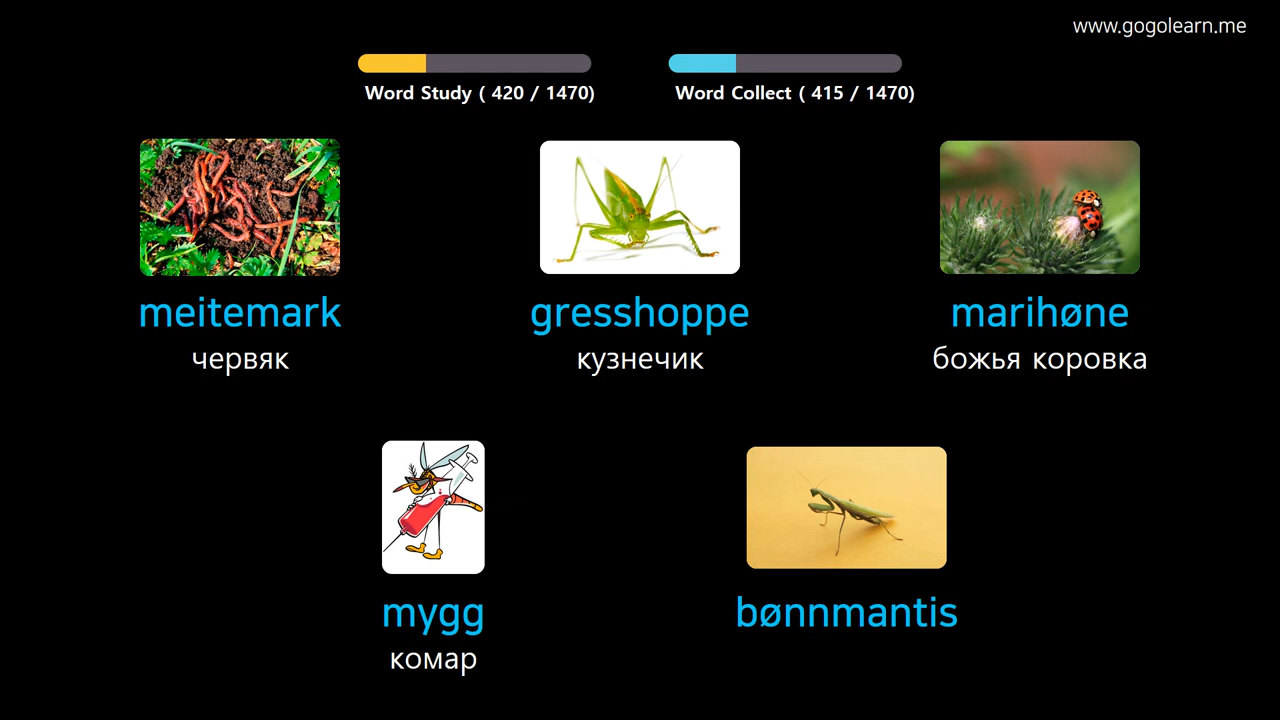 www.gogolearn.me
Word Study ( 420 / 1470)
Word Collect ( 415 / 1470)
meitemark
червяк
gresshoppe
кузнечик
marihøne
божья коровка
mygg
комар
bønnmantis